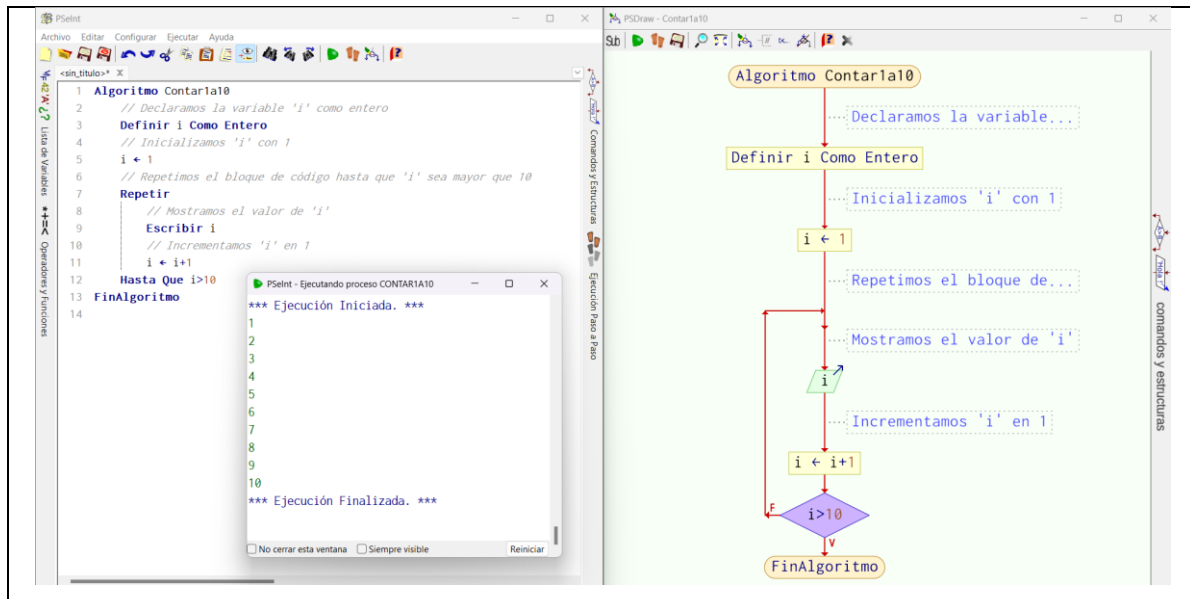 PSeInt
Archivo Editar Configurar Ejecutar Ayuda
<sin_titulo>* X
Lista de Variables
*+=< Operadores y Funciones
1 Algoritmo Contar1a10
2 // Declaramos la variable 'i' como entero
3 Definir i Como Entero
4 // Inicializamos 'i' con 1
5 i ← 1
6 // Repetimos el bloque de código hasta que 'i' sea mayor que 10
7 Repetir
8 // Mostramos el valor de 'i'
9 Escribir i
10 // Incrementamos 'i' en 1
11 i ← i+1
12 Hasta Que i>10
13 FinAlgoritmo
14
Comandos y Estructuras
Ejecución Paso a Paso
PSeInt - Ejecutando proceso CONTAR1A10
*** Ejecución Iniciada. ***
1
2
3
4
5
6
7
8
9
10
*** Ejecución Finalizada. ***
No cerrar esta ventana Siempre visible Reiniciar
PSDraw - Contar1a10
Sub
Algoritmo Contar1a10
Declaramos la variable...
Definir i Como Entero
Inicializamos 'i' con 1
i ← 1
Repetimos el bloque de...
Mostramos el valor de 'i'
i
Incrementamos 'i' en 1
i ← i+1
i>10
F
V
FinAlgoritmo
comandos y estructuras